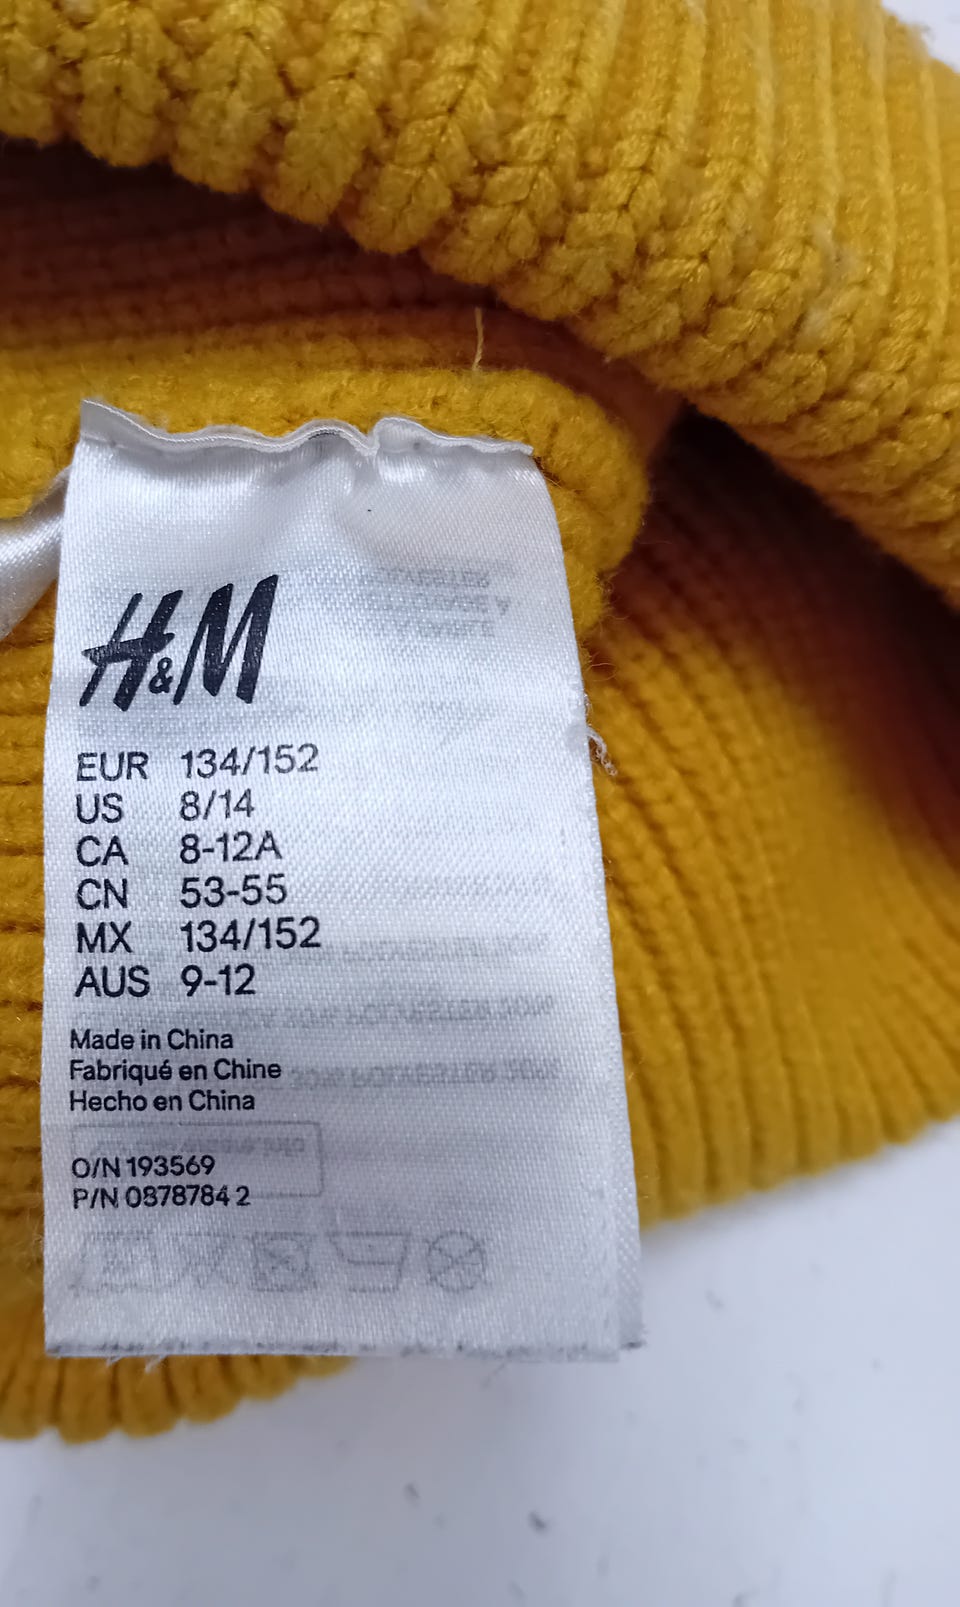 H&M
EUR 134/152
US 8/14
CA 8-12A
CN 53-55
MX 134/152
AUS 9-12
Made in China
Fabriqué en Chine
Hecho en China
O/N 193569
P/N 0878784 2